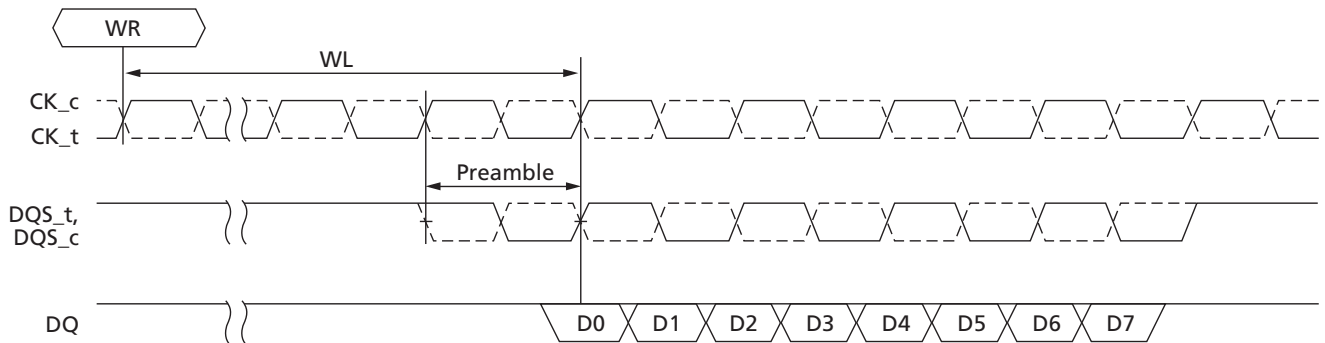 WR
WL
CK_c
CK_t
Preamble
DQS_t,
DQS_c
DQ
D0 D1 D2 D3 D4 D5 D6 D7